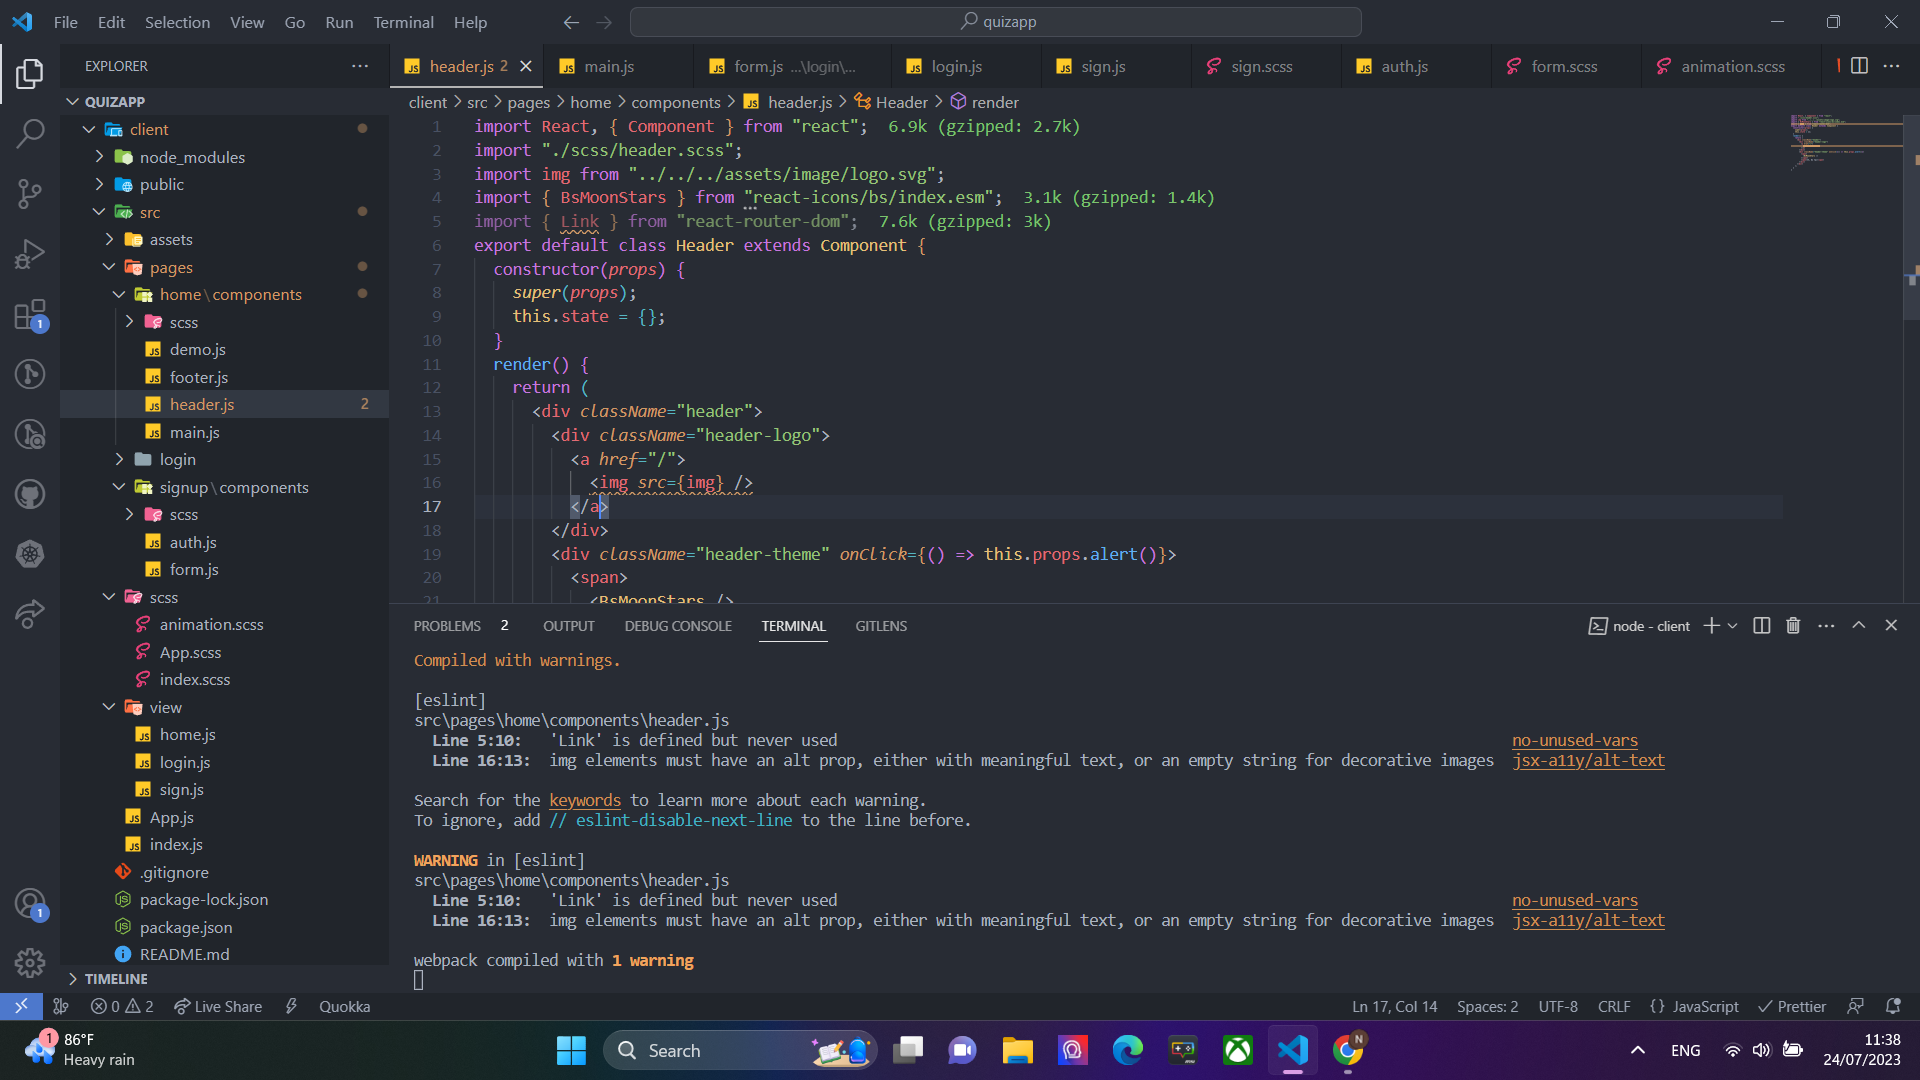 File Edit Selection View Go Run Terminal Help
quizapp
EXPLORER
QUIZAPP
client
node_modules
public
src
assets
pages
home\components
scss
demo.js
footer.js
header.js 2
main.js
login
signup\components
scss
auth.js
form.js
scss
animation.scss
App.scss
index.scss
view
home.js
login.js
sign.js
App.js
index.js
.gitignore
package-lock.json
package.json
README.md
TIMELINE
1
1
header.js 2 main.js form.js ...\login\... login.js sign.js sign.scss auth.js form.scss animation.scss
client > src > pages > home > components > header.js > Header > render
1 import React, { Component } from "react"; 6.9k (gzipped: 2.7k)
2 import "./scss/header.scss";
3 import img from "../../../assets/image/logo.svg";
4 import { BsMoonStars } from "react-icons/bs/index.esm"; 3.1k (gzipped: 1.4k)
5 import { Link } from "react-router-dom"; 7.6k (gzipped: 3k)
6 export default class Header extends Component {
7 constructor(props) {
8 super(props);
9 this.state = {};
10 }
11 render() {
12 return (
13 <div className="header">
14 <div className="header-logo">
15 <a href="/">
16 <img src={img} />
17 </a>
18 </div>
19 <div className="header-theme" onClick={() => this.props.alert()}>
20 <span>
21 <BsMoonStars />
PROBLEMS 2 OUTPUT DEBUG CONSOLE TERMINAL GITLENS
node - client
Compiled with warnings.
[eslint]
src\pages\home\components\header.js
Line 5:10: 'Link' is defined but never used no-unused-vars
Line 16:13: img elements must have an alt prop, either with meaningful text, or an empty string for decorative images jsx-a11y/alt-text
Search for the keywords to learn more about each warning.
To ignore, add // eslint-disable-next-line to the line before.
WARNING in [eslint]
src\pages\home\components\header.js
Line 5:10: 'Link' is defined but never used no-unused-vars
Line 16:13: img elements must have an alt prop, either with meaningful text, or an empty string for decorative images jsx-a11y/alt-text
webpack compiled with 1 warning
0 2 Live Share Quokka
Ln 17, Col 14 Spaces: 2 UTF-8 CRLF {} JavaScript Prettier
1
86°F
Heavy rain
Search
N
ENG
11:38
24/07/2023